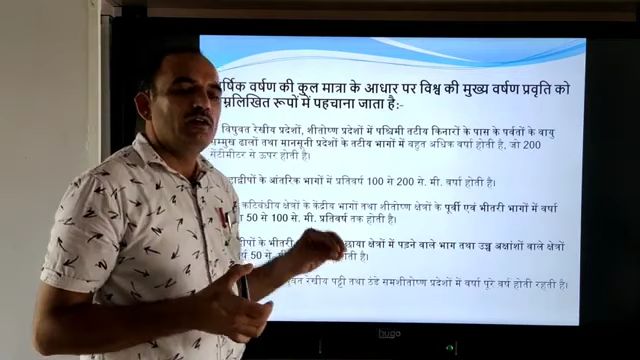 र्षिक वर्षण की कुल मात्रा के आधार पर विश्व की मुख्य वर्षण प्रवृति को
म्नलिखित रूपों में पहचाना जाता है:-
विषुवत रेखीय प्रदेशों, शीतोष्ण प्रदेशों में पश्चिमी तटीय किनारों के पास के पर्वतों के वायु
म्मुख ढालों तथा मानसूनी प्रदेशों के तटीय भागों में बहुत अधिक वर्षा होती है, जो 200
सेंटीमीटर से ऊपर होती है।
हाद्वीपों के आंतरिक भागों में प्रतिवर्ष 100 से 200 से. मी. वर्षा होती है।
कटिबंधीय क्षेत्रों के केंद्रीय भागों तथा शीतोष्ण क्षेत्रों के पूर्वी एवं भीतरी भागों में वर्षा
50 से 100 से. मी. प्रतिवर्ष तक होती है।
द्वीपों के भीतरी छाया क्षेत्रों में पड़ने वाले भाग तथा उच्च अक्षांशों वाले क्षेत्रों
वर्ष 50 से. होती है।
षुवत रेखीय पट्टी तथा ठंडे समशीतोष्ण प्रदेशों में वर्षा पुरे वर्ष होती रहती है।
hugo